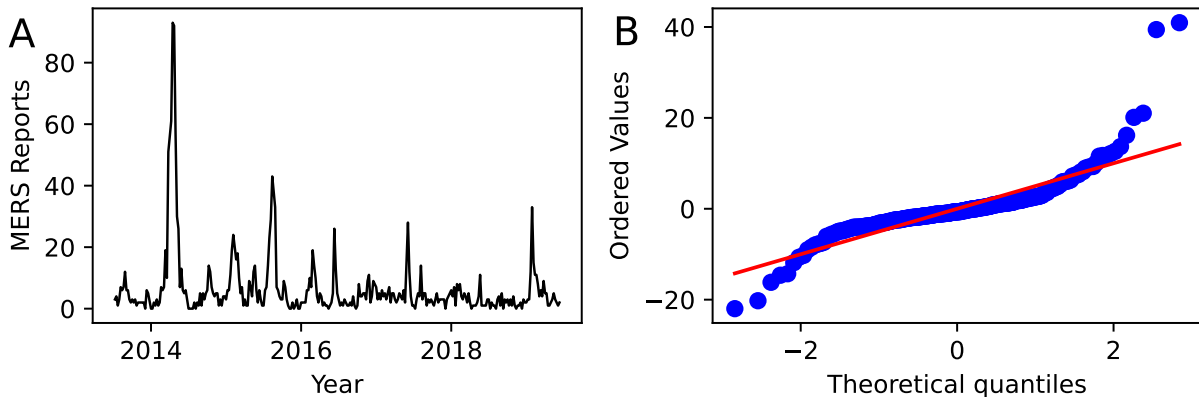 A
MERS Reports
80
60
40
20
0
2014
2016
2018
Year
B
Ordered Values
40
20
0
−20
−2
0
2
Theoretical quantiles